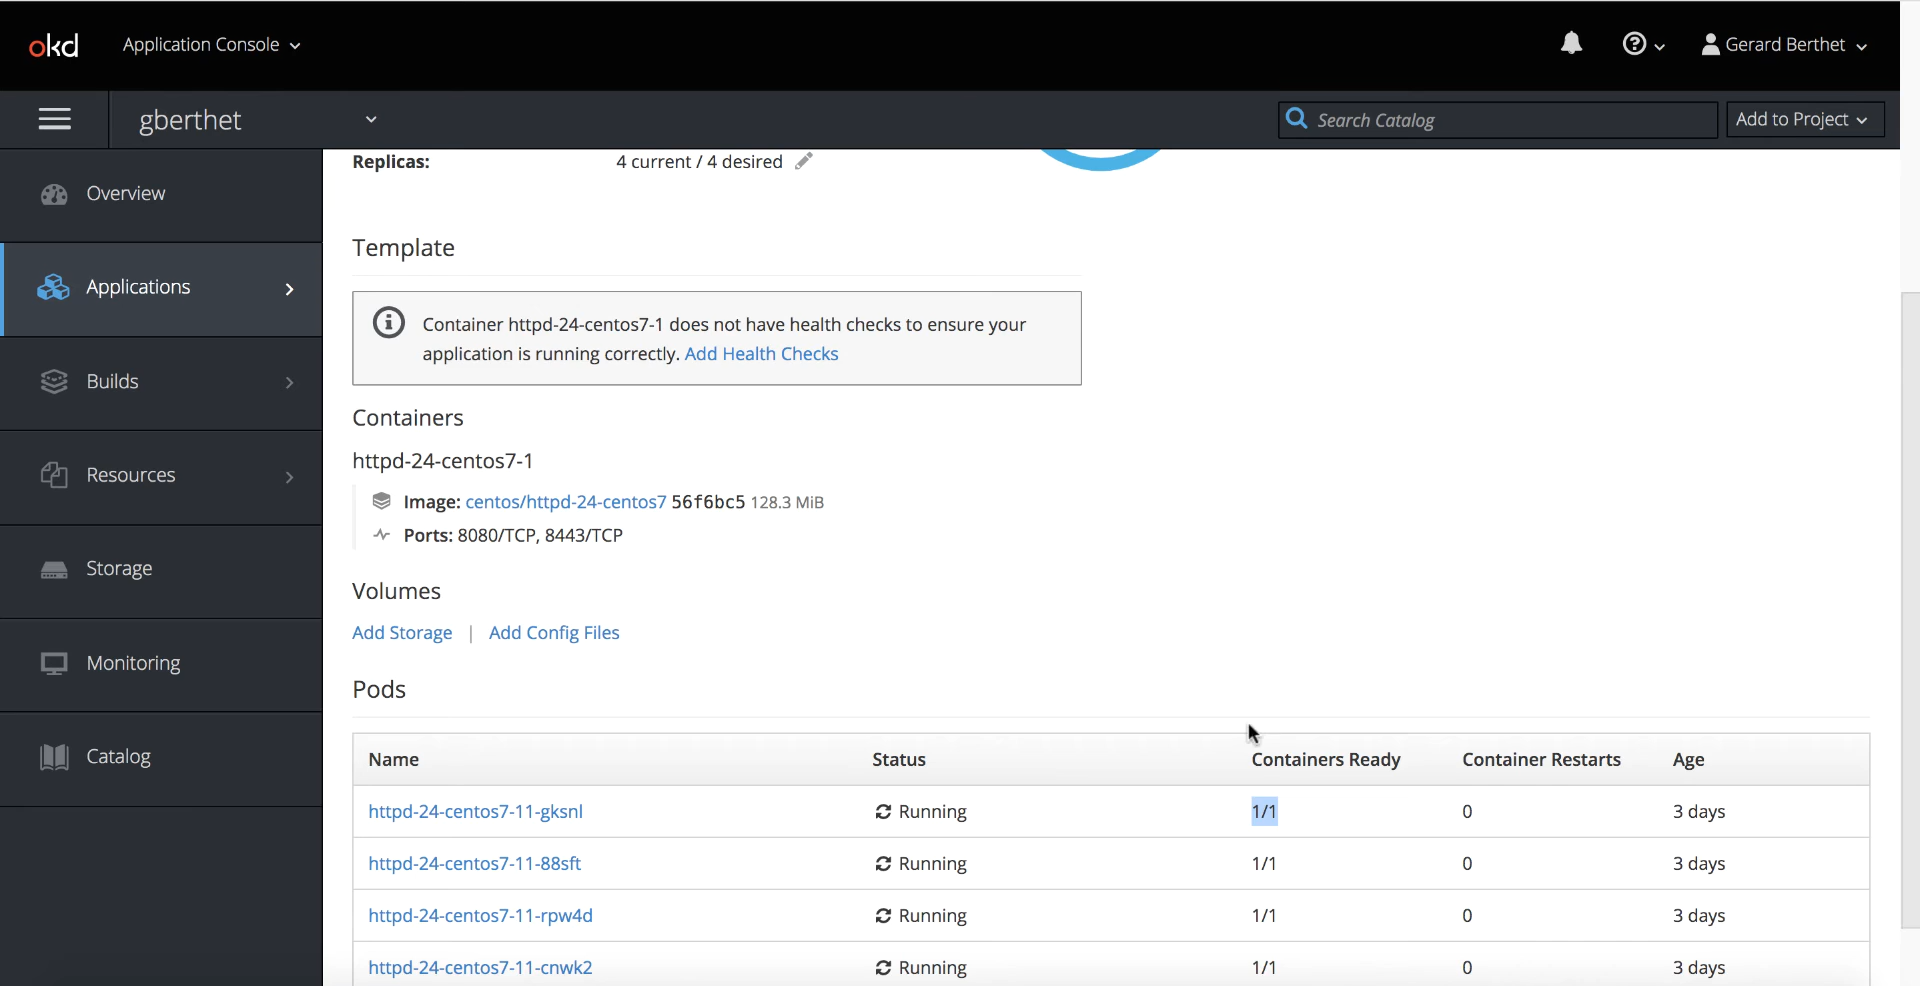 okd Application Console Gerard Berthet
gberthet Search Catalog Add to Project
Overview
Applications
Builds
Resources
Storage
Monitoring
Catalog
Replicas: 4 current / 4 desired
Template
Container httpd-24-centos7-1 does not have health checks to ensure your
application is running correctly. Add Health Checks
Containers
httpd-24-centos7-1
Image: centos/httpd-24-centos7 56f6bc5 128.3 MiB
Ports: 8080/TCP, 8443/TCP
Volumes
Add Storage | Add Config Files
Pods
Name Status Containers Ready Container Restarts Age
httpd-24-centos7-11-gksnl Running 1/1 0 3 days
httpd-24-centos7-11-88sft Running 1/1 0 3 days
httpd-24-centos7-11-rpw4d Running 1/1 0 3 days
httpd-24-centos7-11-cnwk2 Running 1/1 0 3 days